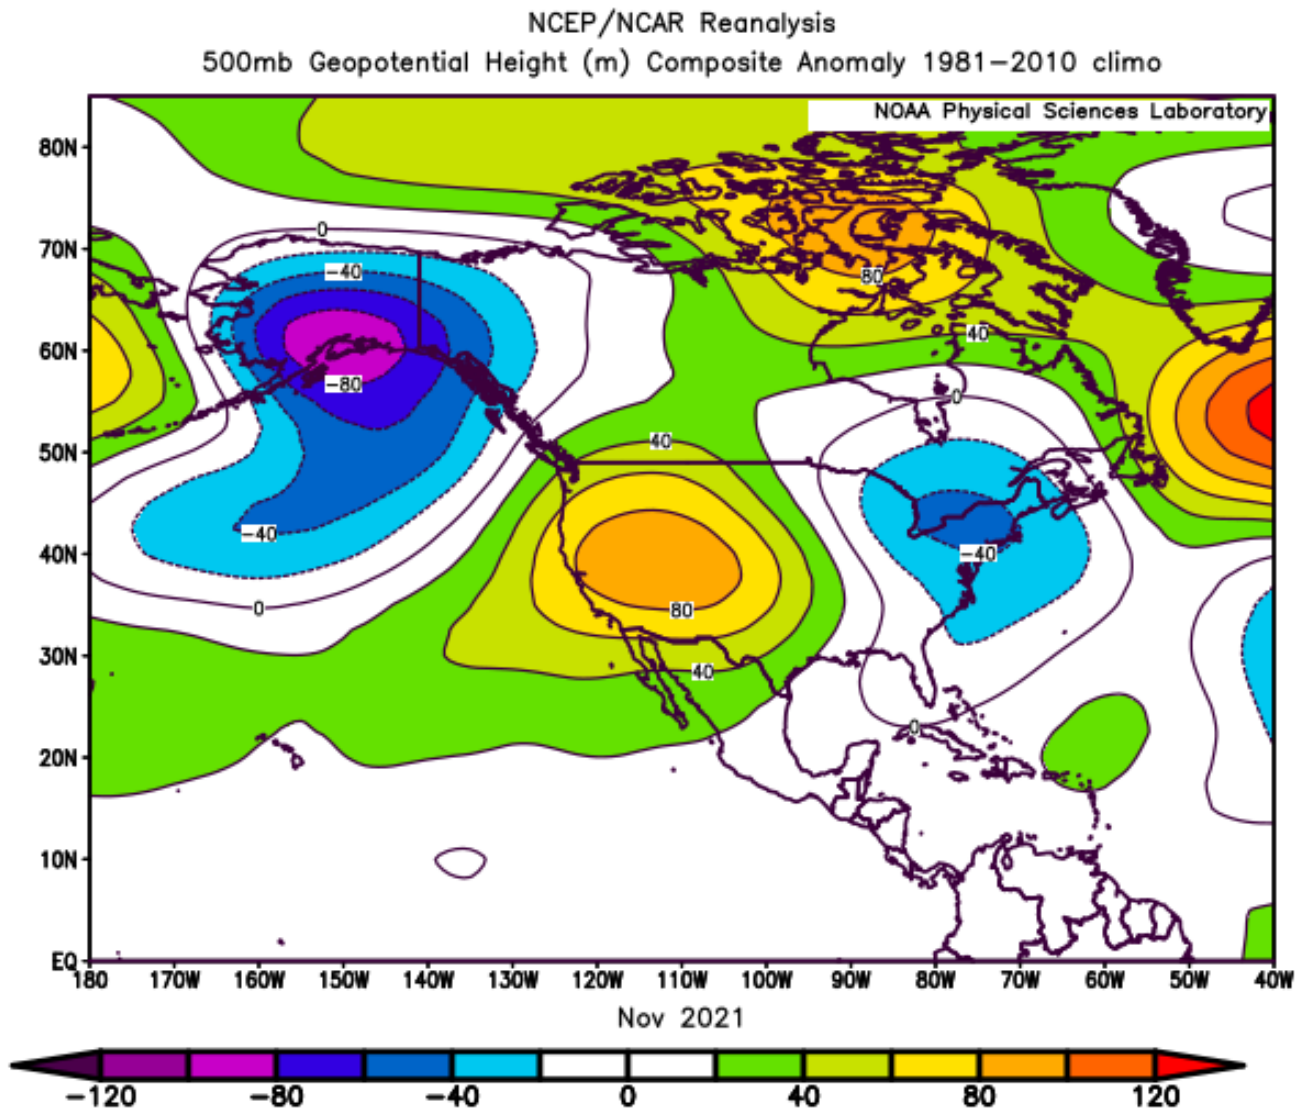 NCEP/NCAR Reanalysis
500mb Geopotential Height (m) Composite Anomaly 1981−2010 climo
NOAA Physical Sciences Laboratory
80N
70N
60N
50N
40N
30N
20N
10N
EQ
0
−40
80
40
−80
0
40
−40
−40
0
80
40
0
180 170W 160W 150W 140W 130W 120W 110W 100W 90W 80W 70W 60W 50W 40W
Nov 2021
−120 −80 −40 0 40 80 120